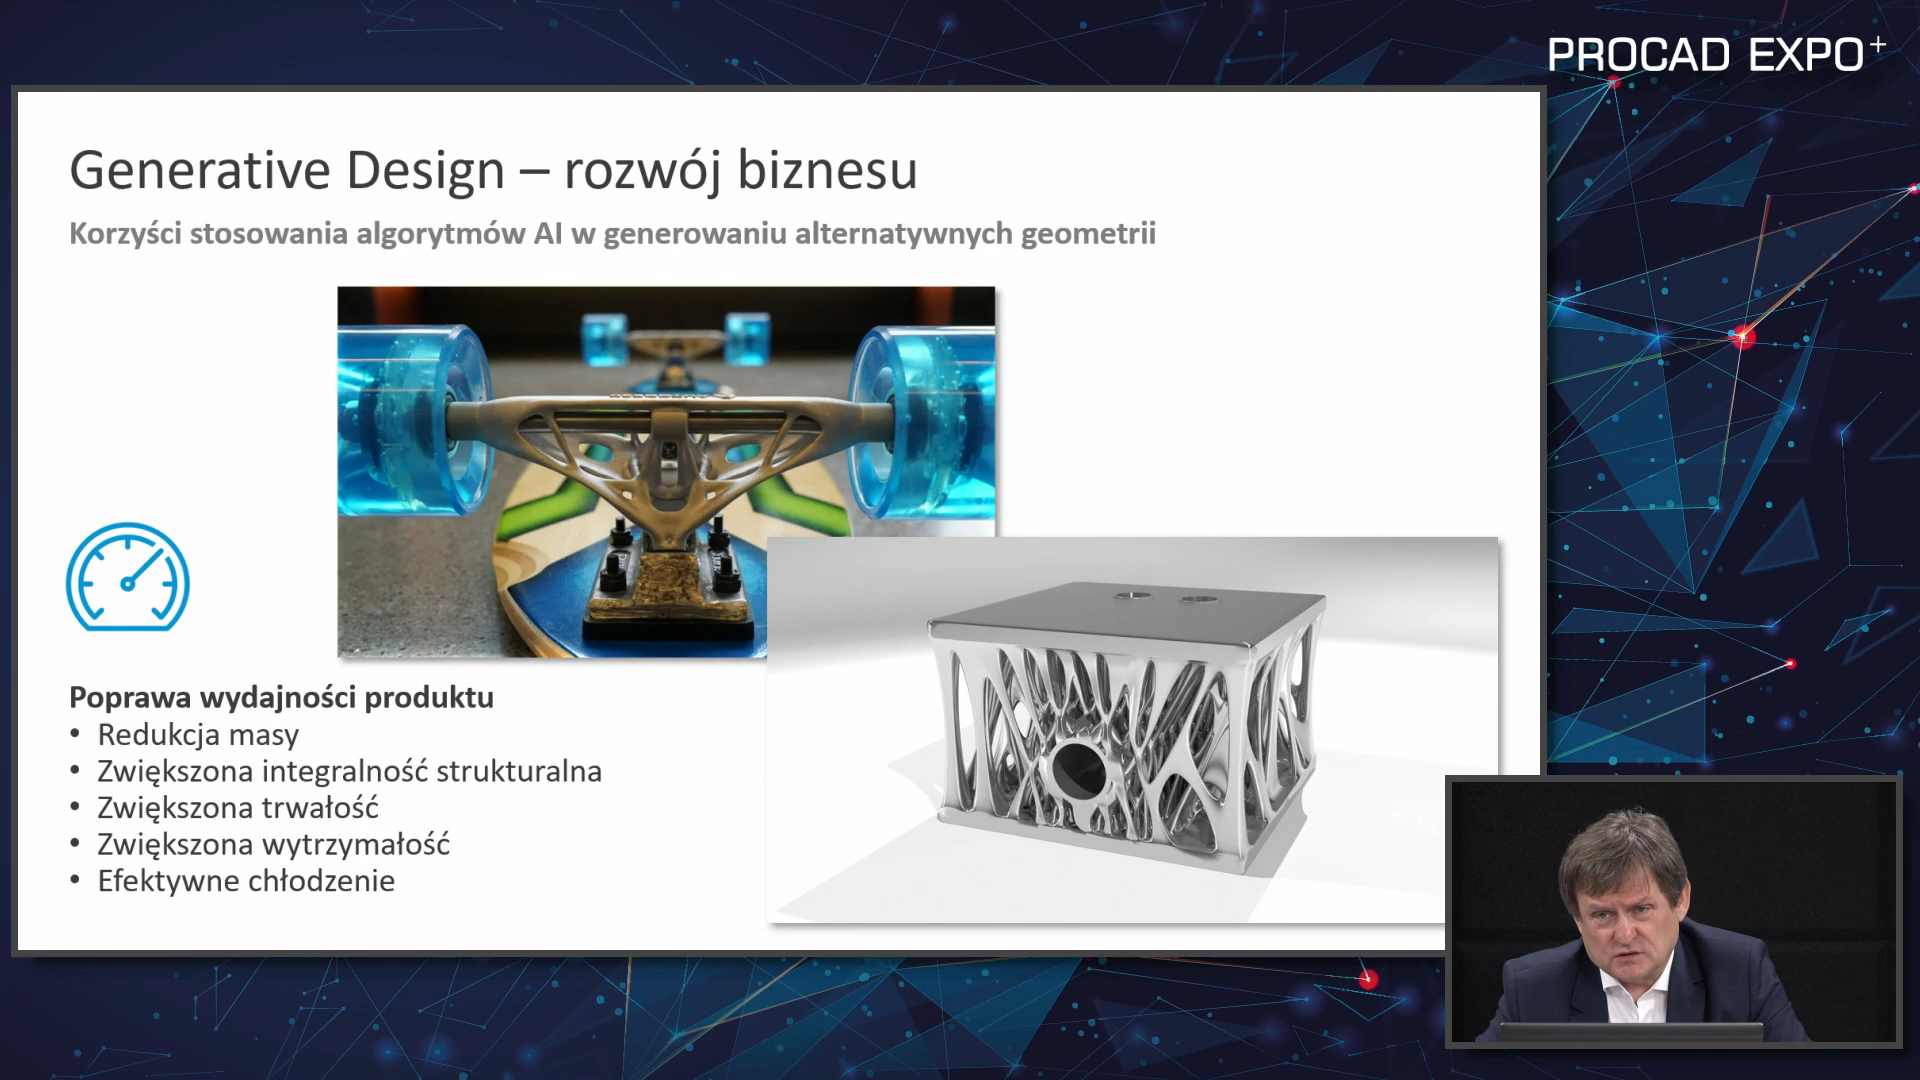 PROCAD EXPO+
Generative Design – rozwój biznesu
Korzyści stosowania algorytmów AI w generowaniu alternatywnych geometrii
Poprawa wydajności produktu
• Redukcja masy
• Zwiększona integralność strukturalna
• Zwiększona trwałość
• Zwiększona wytrzymałość
• Efektywne chłodzenie